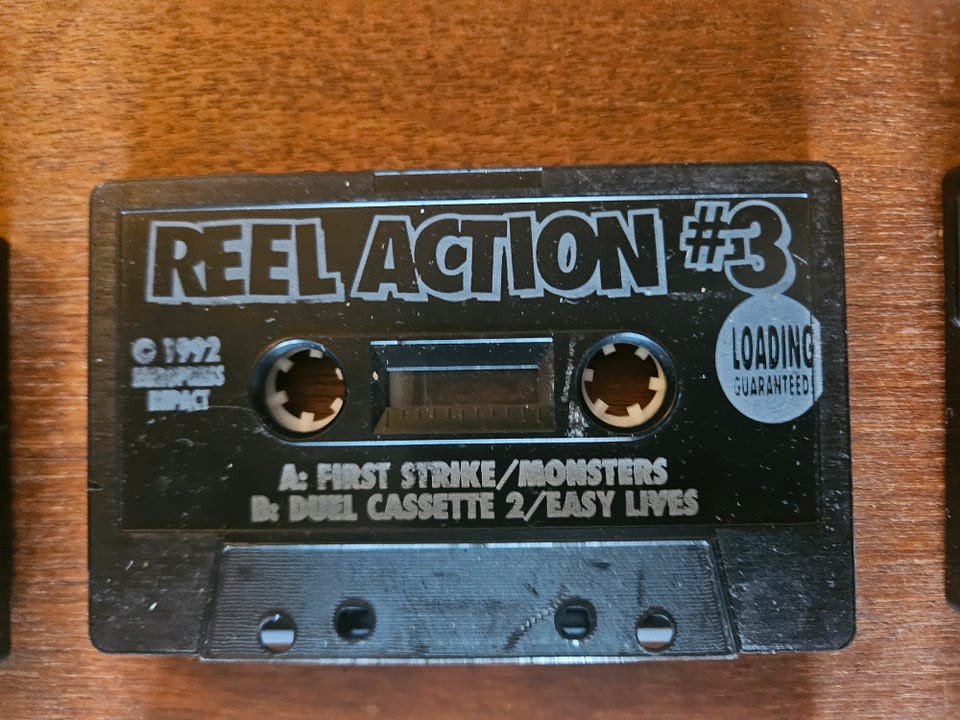 REEL ACTION #3
© 1992
EUROPRESS
IMPACT
LOADING
GUARANTEED!
A: FIRST STRIKE/MONSTERS
B: DUEL CASSETTE 2/EASY LIVES